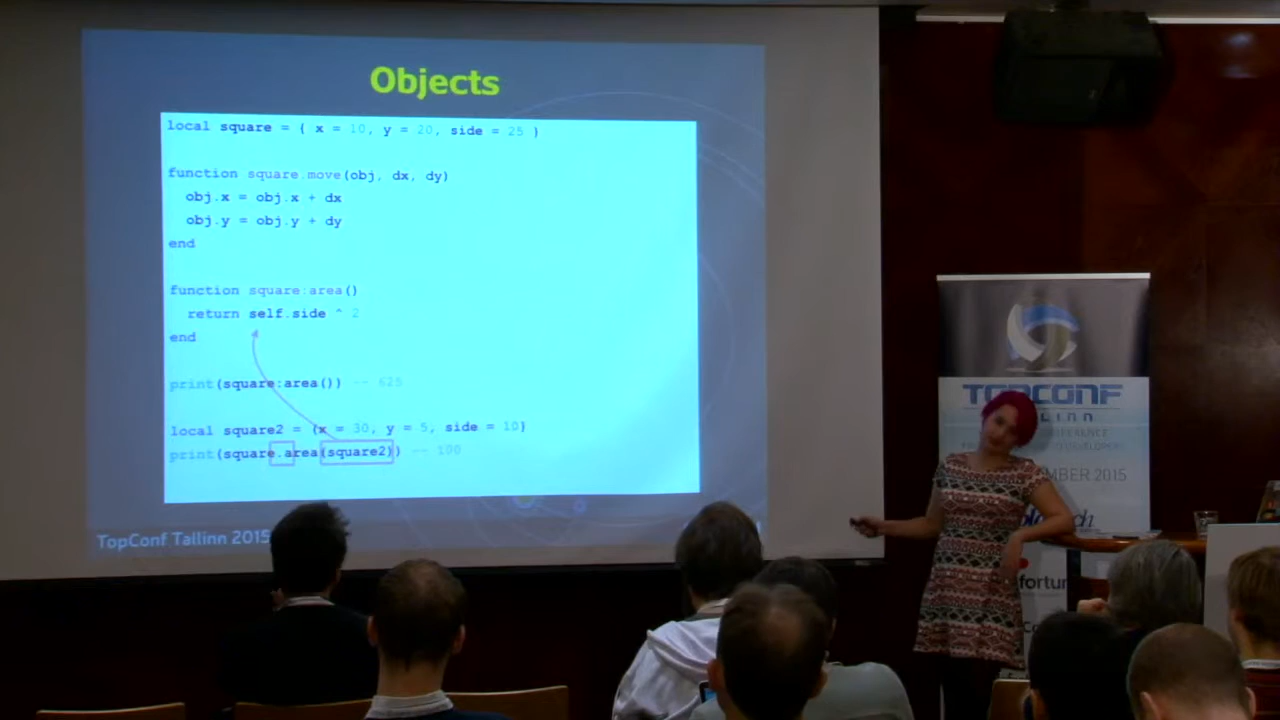 Objects
local square = { x = 10, y = 20, side = 25 }
function square.move(obj, dx, dy)
obj.x = obj.x + dx
obj.y = obj.y + dy
end
function square:area()
return self.side ^ 2
end
print(square:area()) -- 625
local square2 = {x = 30, y = 5, side = 10}
print(square.area(square2)) -- 100
TopConf Tallinn 2015
TOPCONF
LINN
MBER 2015
fortu